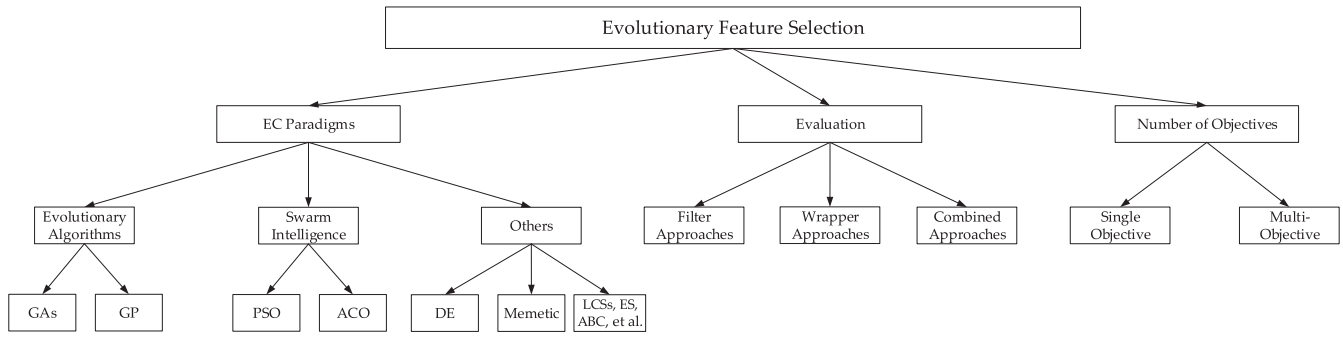 Evolutionary Feature Selection
EC Paradigms
Evaluation
Number of Objectives
Evolutionary
Algorithms
Swarm
Intelligence
Others
Filter
Approaches
Wrapper
Approaches
Combined
Approaches
Single
Objective
Multi-
Objective
GAs
GP
PSO
ACO
DE
Memetic
LCSs, ES,
ABC, et al.